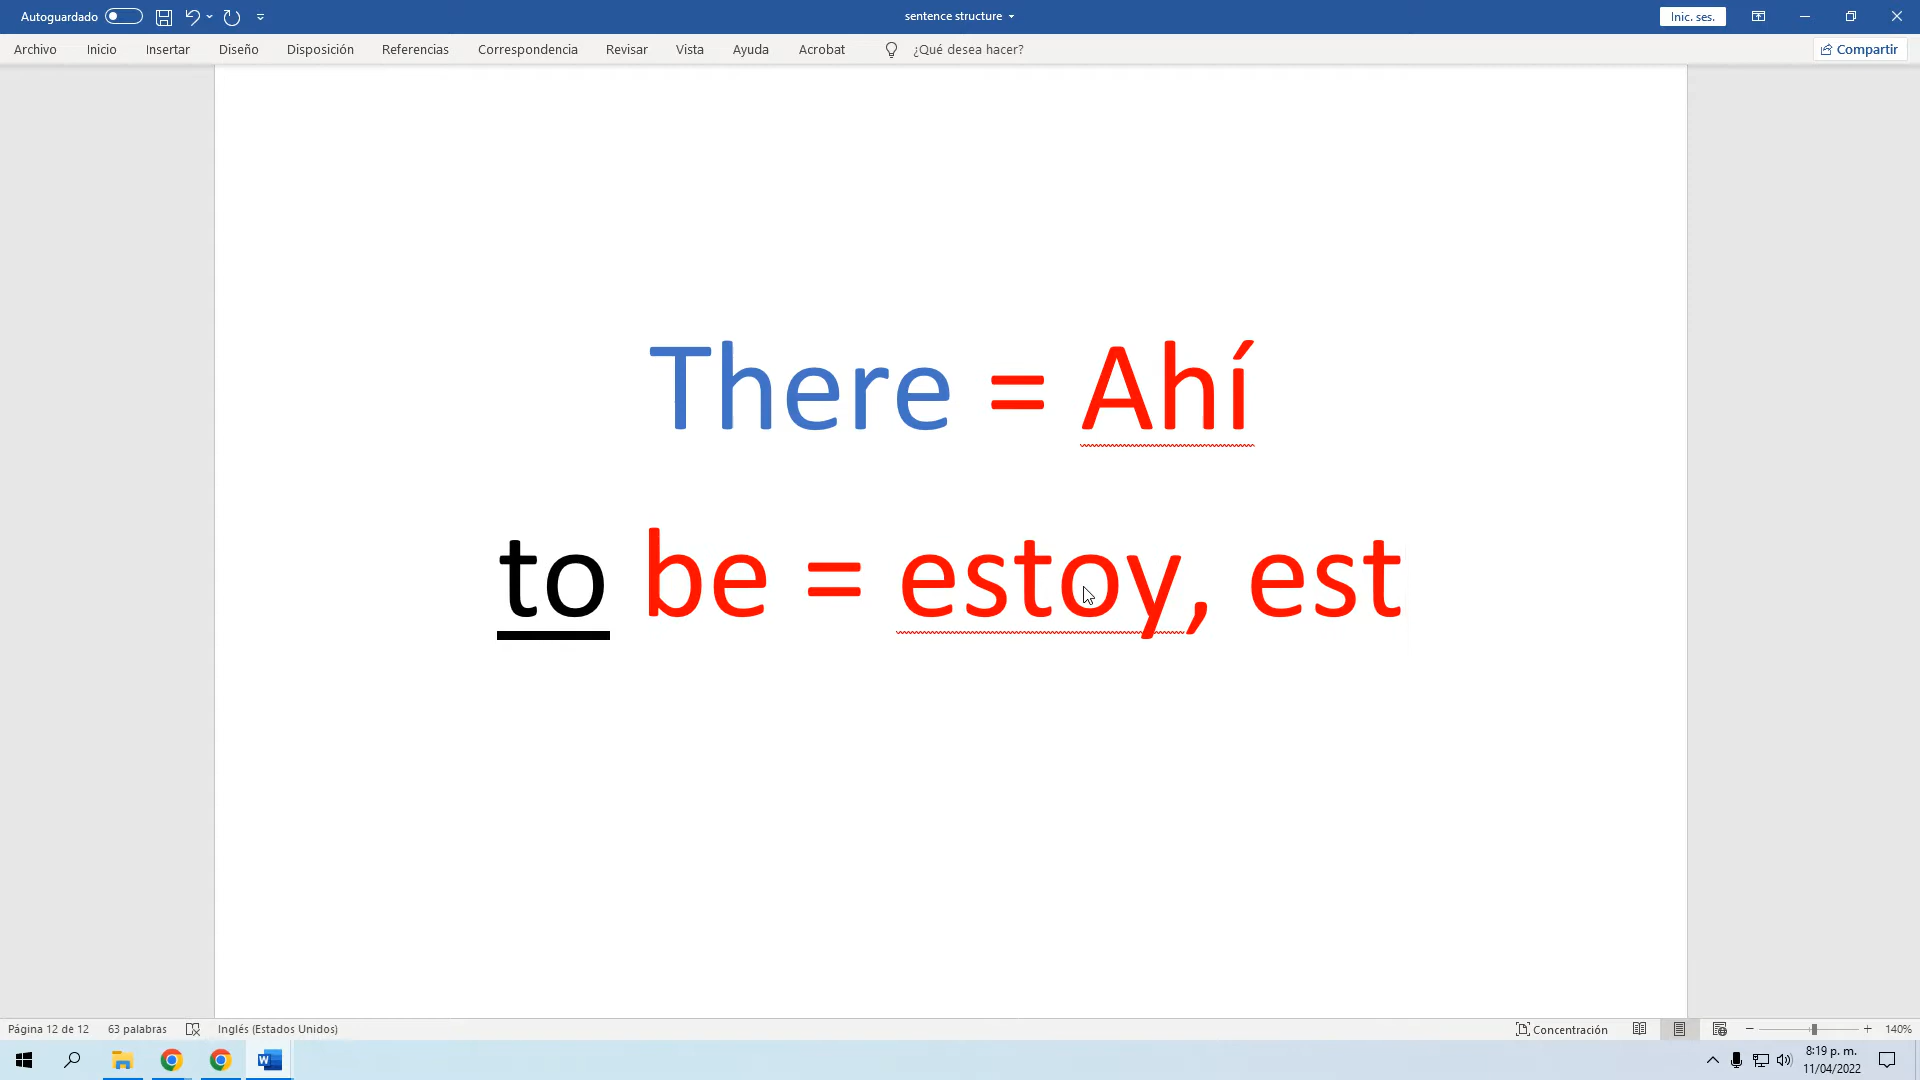 Autoguardado
sentence structure
Inic. ses.
Archivo Inicio Insertar Diseño Disposición Referencias Correspondencia Revisar Vista Ayuda Acrobat ¿Qué desea hacer? Compartir
There = Ahí
to be = estoy, est
Página 12 de 12 63 palabras Inglés (Estados Unidos) Concentración 140%
8:19 p. m.
11/04/2022